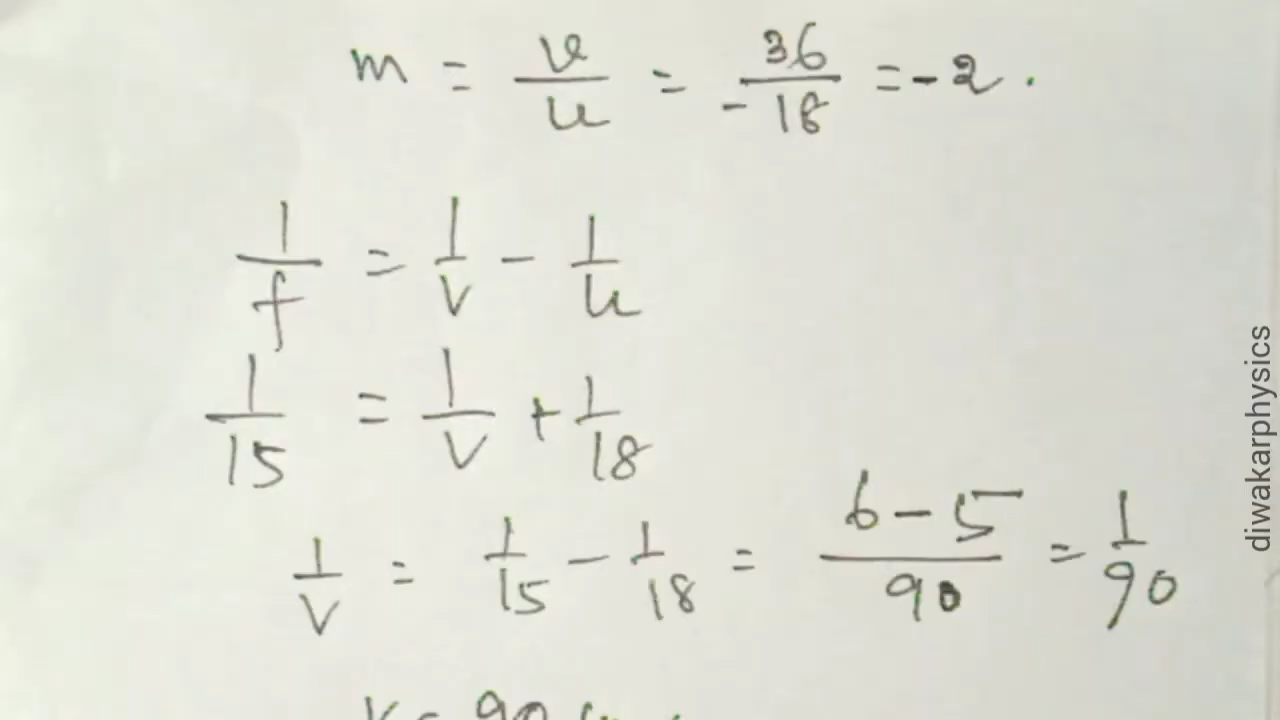 m = v/u = 36/-18 = -2.
1/f = 1/v - 1/u
1/15 = 1/v + 1/18
1/v = 1/15 - 1/18 = 6-5/90 = 1/90
diwakarphysics